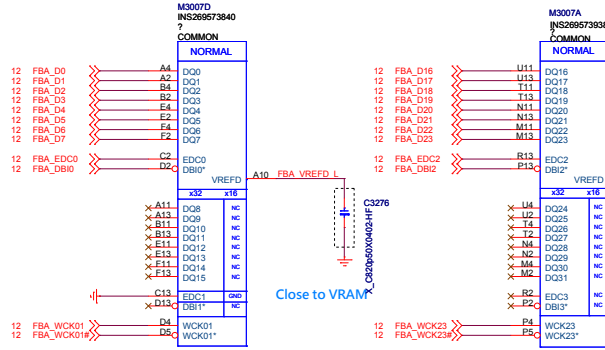 M3007D
INS269573840
?
COMMON
NORMAL
12 FBA_D0 A4 DQ0
12 FBA_D1 A2 DQ1
12 FBA_D2 B4 DQ2
12 FBA_D3 B2 DQ3
12 FBA_D4 E4 DQ4
12 FBA_D5 E2 DQ5
12 FBA_D6 F4 DQ6
12 FBA_D7 F2 DQ7
12 FBA_EDC0 C2 EDC0
12 FBA_DBI0 D2 DBI0*
VREFD A10 FBA_VREFD_L
x32 x16
A11 DQ8 NC
A13 DQ9 NC
B11 DQ10 NC
B13 DQ11 NC
E11 DQ12 NC
E13 DQ13 NC
F11 DQ14 NC
F13 DQ15 NC
C13 EDC1 GND
D13 DBI1* NC
12 FBA_WCK01 D4 WCK01
12 FBA_WCK01# D5 WCK01*
C3276
X_C820p50X0402-HF
Close to VRAM
M3007A
INS26957393
?
COMMON
NORMAL
12 FBA_D16 U11 DQ16
12 FBA_D17 U13 DQ17
12 FBA_D18 T11 DQ18
12 FBA_D19 T13 DQ19
12 FBA_D20 N11 DQ20
12 FBA_D21 N13 DQ21
12 FBA_D22 M11 DQ22
12 FBA_D23 M13 DQ23
12 FBA_EDC2 R13 EDC2
12 FBA_DBI2 P13 DBI2*
VREFD
x32 x16
U4 DQ24 NC
U2 DQ25 NC
T4 DQ26 NC
T2 DQ27 NC
N4 DQ28 NC
N2 DQ29 NC
M4 DQ30 NC
M2 DQ31 NC
R2 EDC3 NC
P2 DBI3* NC
12 FBA_WCK23 P4 WCK23
12 FBA_WCK23# P5 WCK23*